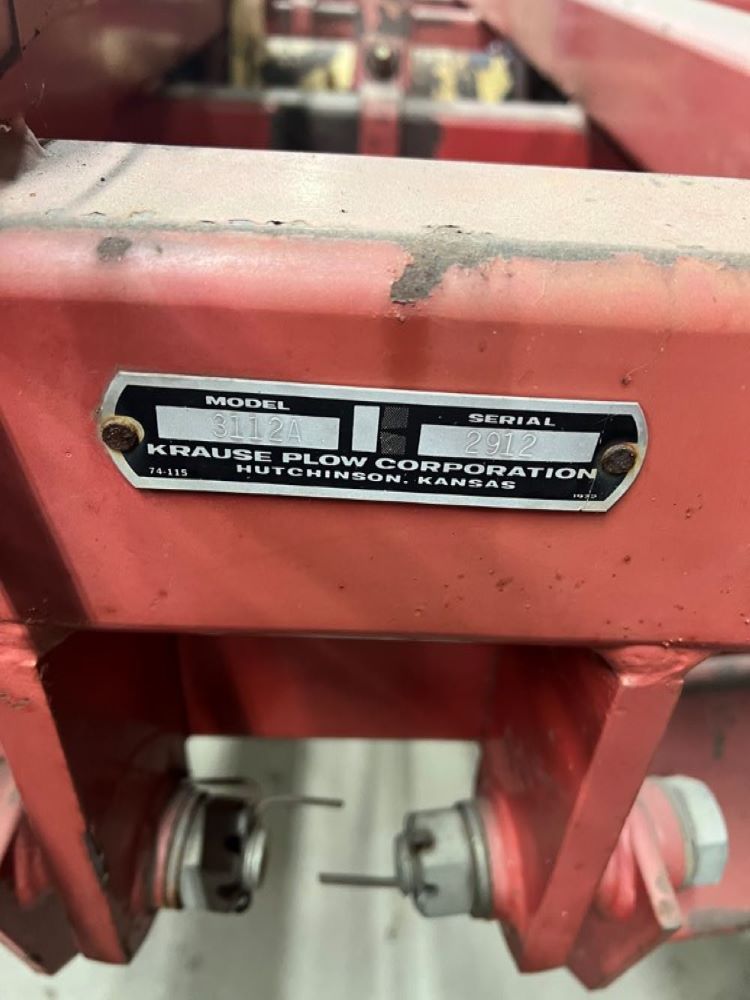 MODEL SERIAL
3112A 2912
KRAUSE PLOW CORPORATION
74-115 HUTCHINSON, KANSAS